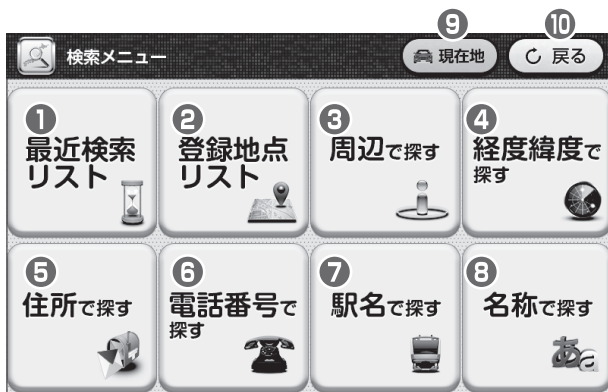 ❾ ❿
検索メニュー 現在地 戻る
❶ ❷ ❸ ❹
最近検索 登録地点 周辺で探す 経度緯度で
リスト リスト 探す
❺ ❻ ❼ ❽
住所で探す 電話番号で 駅名で探す 名称で探す
探す
あa